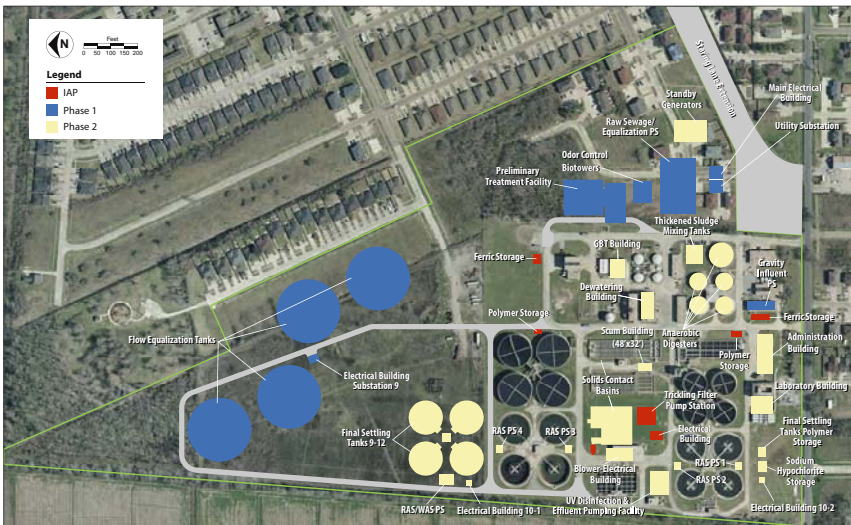 N
Feet
0 50 100 150 200
Legend
IAP
Phase 1
Phase 2
Storing Lane Extension
Standby
Generators
Main Electrical
Building
Raw Sewage/
Equalization PS
Utility Substation
Odor Control
Biotowers
Preliminary
Treatment Facility
Thickened Sludge
Mixing Tanks
GBT Building
Ferric Storage
Gravity
Influent
PS
Dewatering
Building
Polymer Storage
Ferric Storage
Scum Building
(48'x32')
Anaerobic
Digesters
Flow Equalization Tanks
Polymer
Storage
Administration
Building
Electrical Building
Substation 9
Solids Contact
Basins
Laboratory Building
Trickling Filter
Pump Station
Final Settling
Tanks 9-12
RAS PS 4
RAS PS 3
Electrical
Building
Final Settling
Tanks Polymer
Storage
RAS PS 1
Blower-Electrical
Building
RAS PS 2
Sodium
Hypochlorite
Storage
RAS/WAS PS
Electrical Building 10-1
UV Disinfection &
Effluent Pumping Facility
Electrical Building 10-2